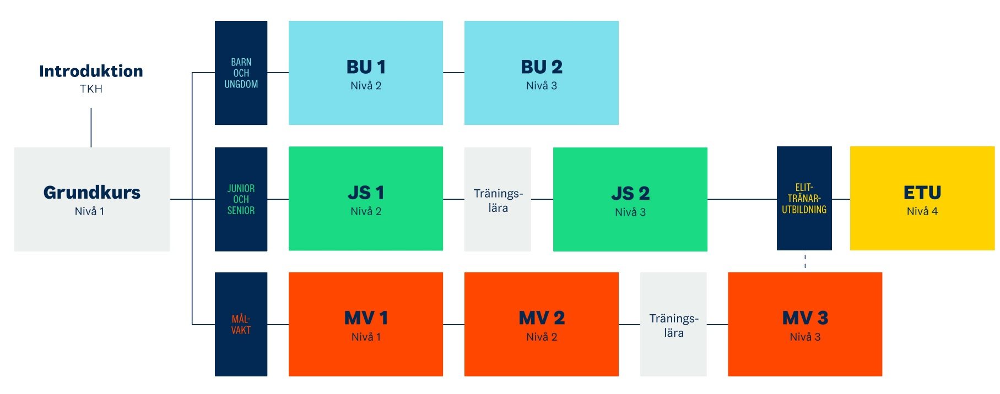 Introduktion
TKH
Grundkurs
Nivå 1
BARN
OCH
UNGDOM
BU 1
Nivå 2
BU 2
Nivå 3
JUNIOR
OCH
SENIOR
JS 1
Nivå 2
Tränings-
lära
JS 2
Nivå 3
ELIT-
TRÄNAR-
UTBILDNING
ETU
Nivå 4
MÅL-
VAKT
MV 1
Nivå 1
MV 2
Nivå 2
Tränings-
lära
MV 3
Nivå 3